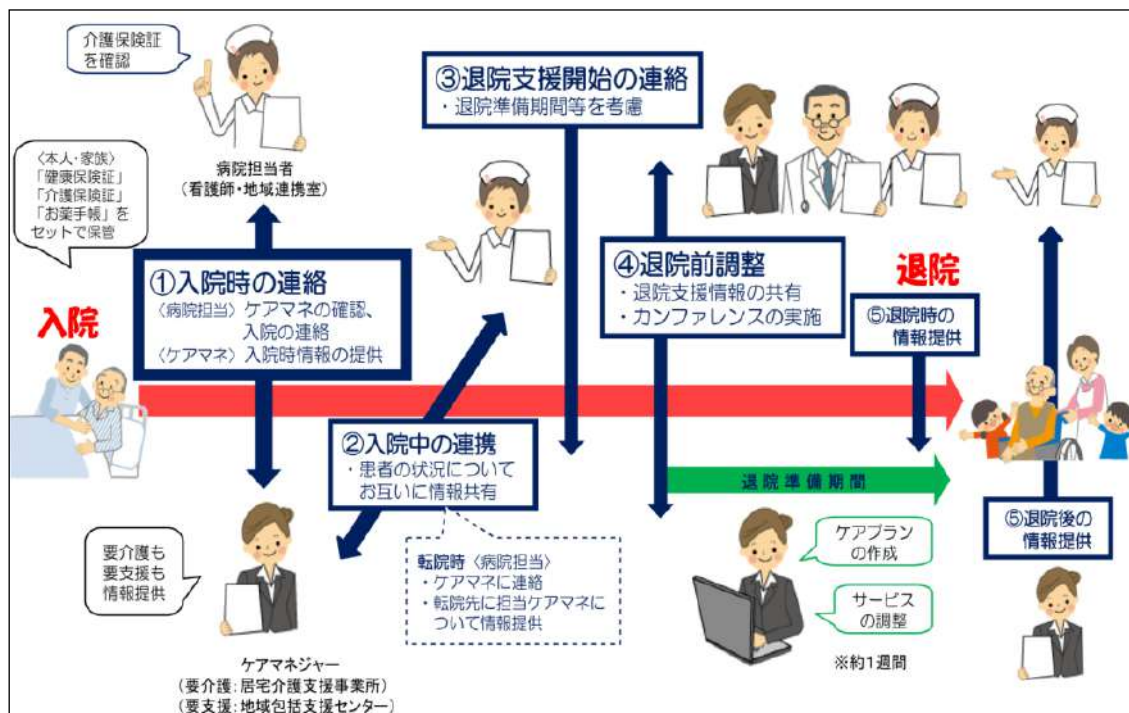 介護保険証
を確認
病院担当者
(看護師・地域連携室)
〈本人・家族〉
「健康保険証」
「介護保険証」
「お薬手帳」を
セットで保管
①入院時の連絡
〈病院担当〉ケアマネの確認、
入院の連絡
〈ケアマネ〉入院時情報の提供
入院
②入院中の連携
・患者の状況について
お互いに情報共有
転院時〈病院担当〉
・ケアマネに連絡
・転院先に担当ケアマネに
ついて情報提供
要介護も
要支援も
情報提供
ケアマネジャー
(要介護:居宅介護支援事業所)
(要支援:地域包括支援センター)
③退院支援開始の連絡
・退院準備期間等を考慮
④退院前調整
・退院支援情報の共有
・カンファレンスの実施
退院
⑤退院時の
情報提供
退院準備期間
ケアプラン
の作成
サービス
の調整
※約1週間
⑤退院後の
情報提供